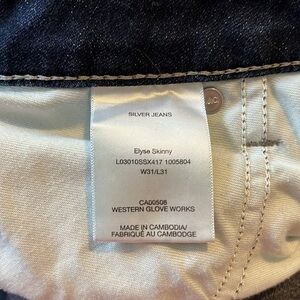 SILVER JEANS
Elyse Skinny
L03010SSX417 1005804
W31/L31
CA00508
WESTERN GLOVE WORKS
MADE IN CAMBODIA/
FABRIQUÉ AU CAMBODGE